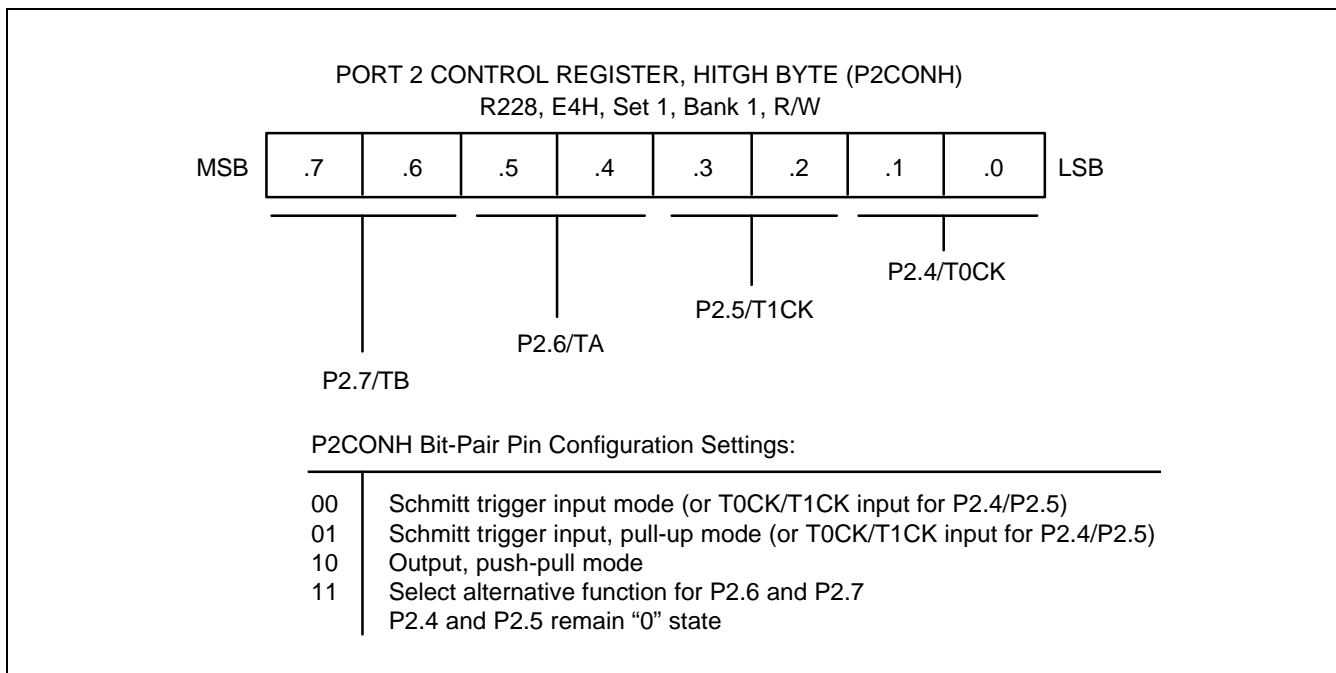 PORT 2 CONTROL REGISTER, HITGH BYTE (P2CONH)
R228, E4H, Set 1, Bank 1, R/W
MSB .7 .6 .5 .4 .3 .2 .1 .0 LSB
P2.4/T0CK
P2.5/T1CK
P2.6/TA
P2.7/TB
P2CONH Bit-Pair Pin Configuration Settings:
00 Schmitt trigger input mode (or T0CK/T1CK input for P2.4/P2.5)
01 Schmitt trigger input, pull-up mode (or T0CK/T1CK input for P2.4/P2.5)
10 Output, push-pull mode
11 Select alternative function for P2.6 and P2.7
P2.4 and P2.5 remain “0” state